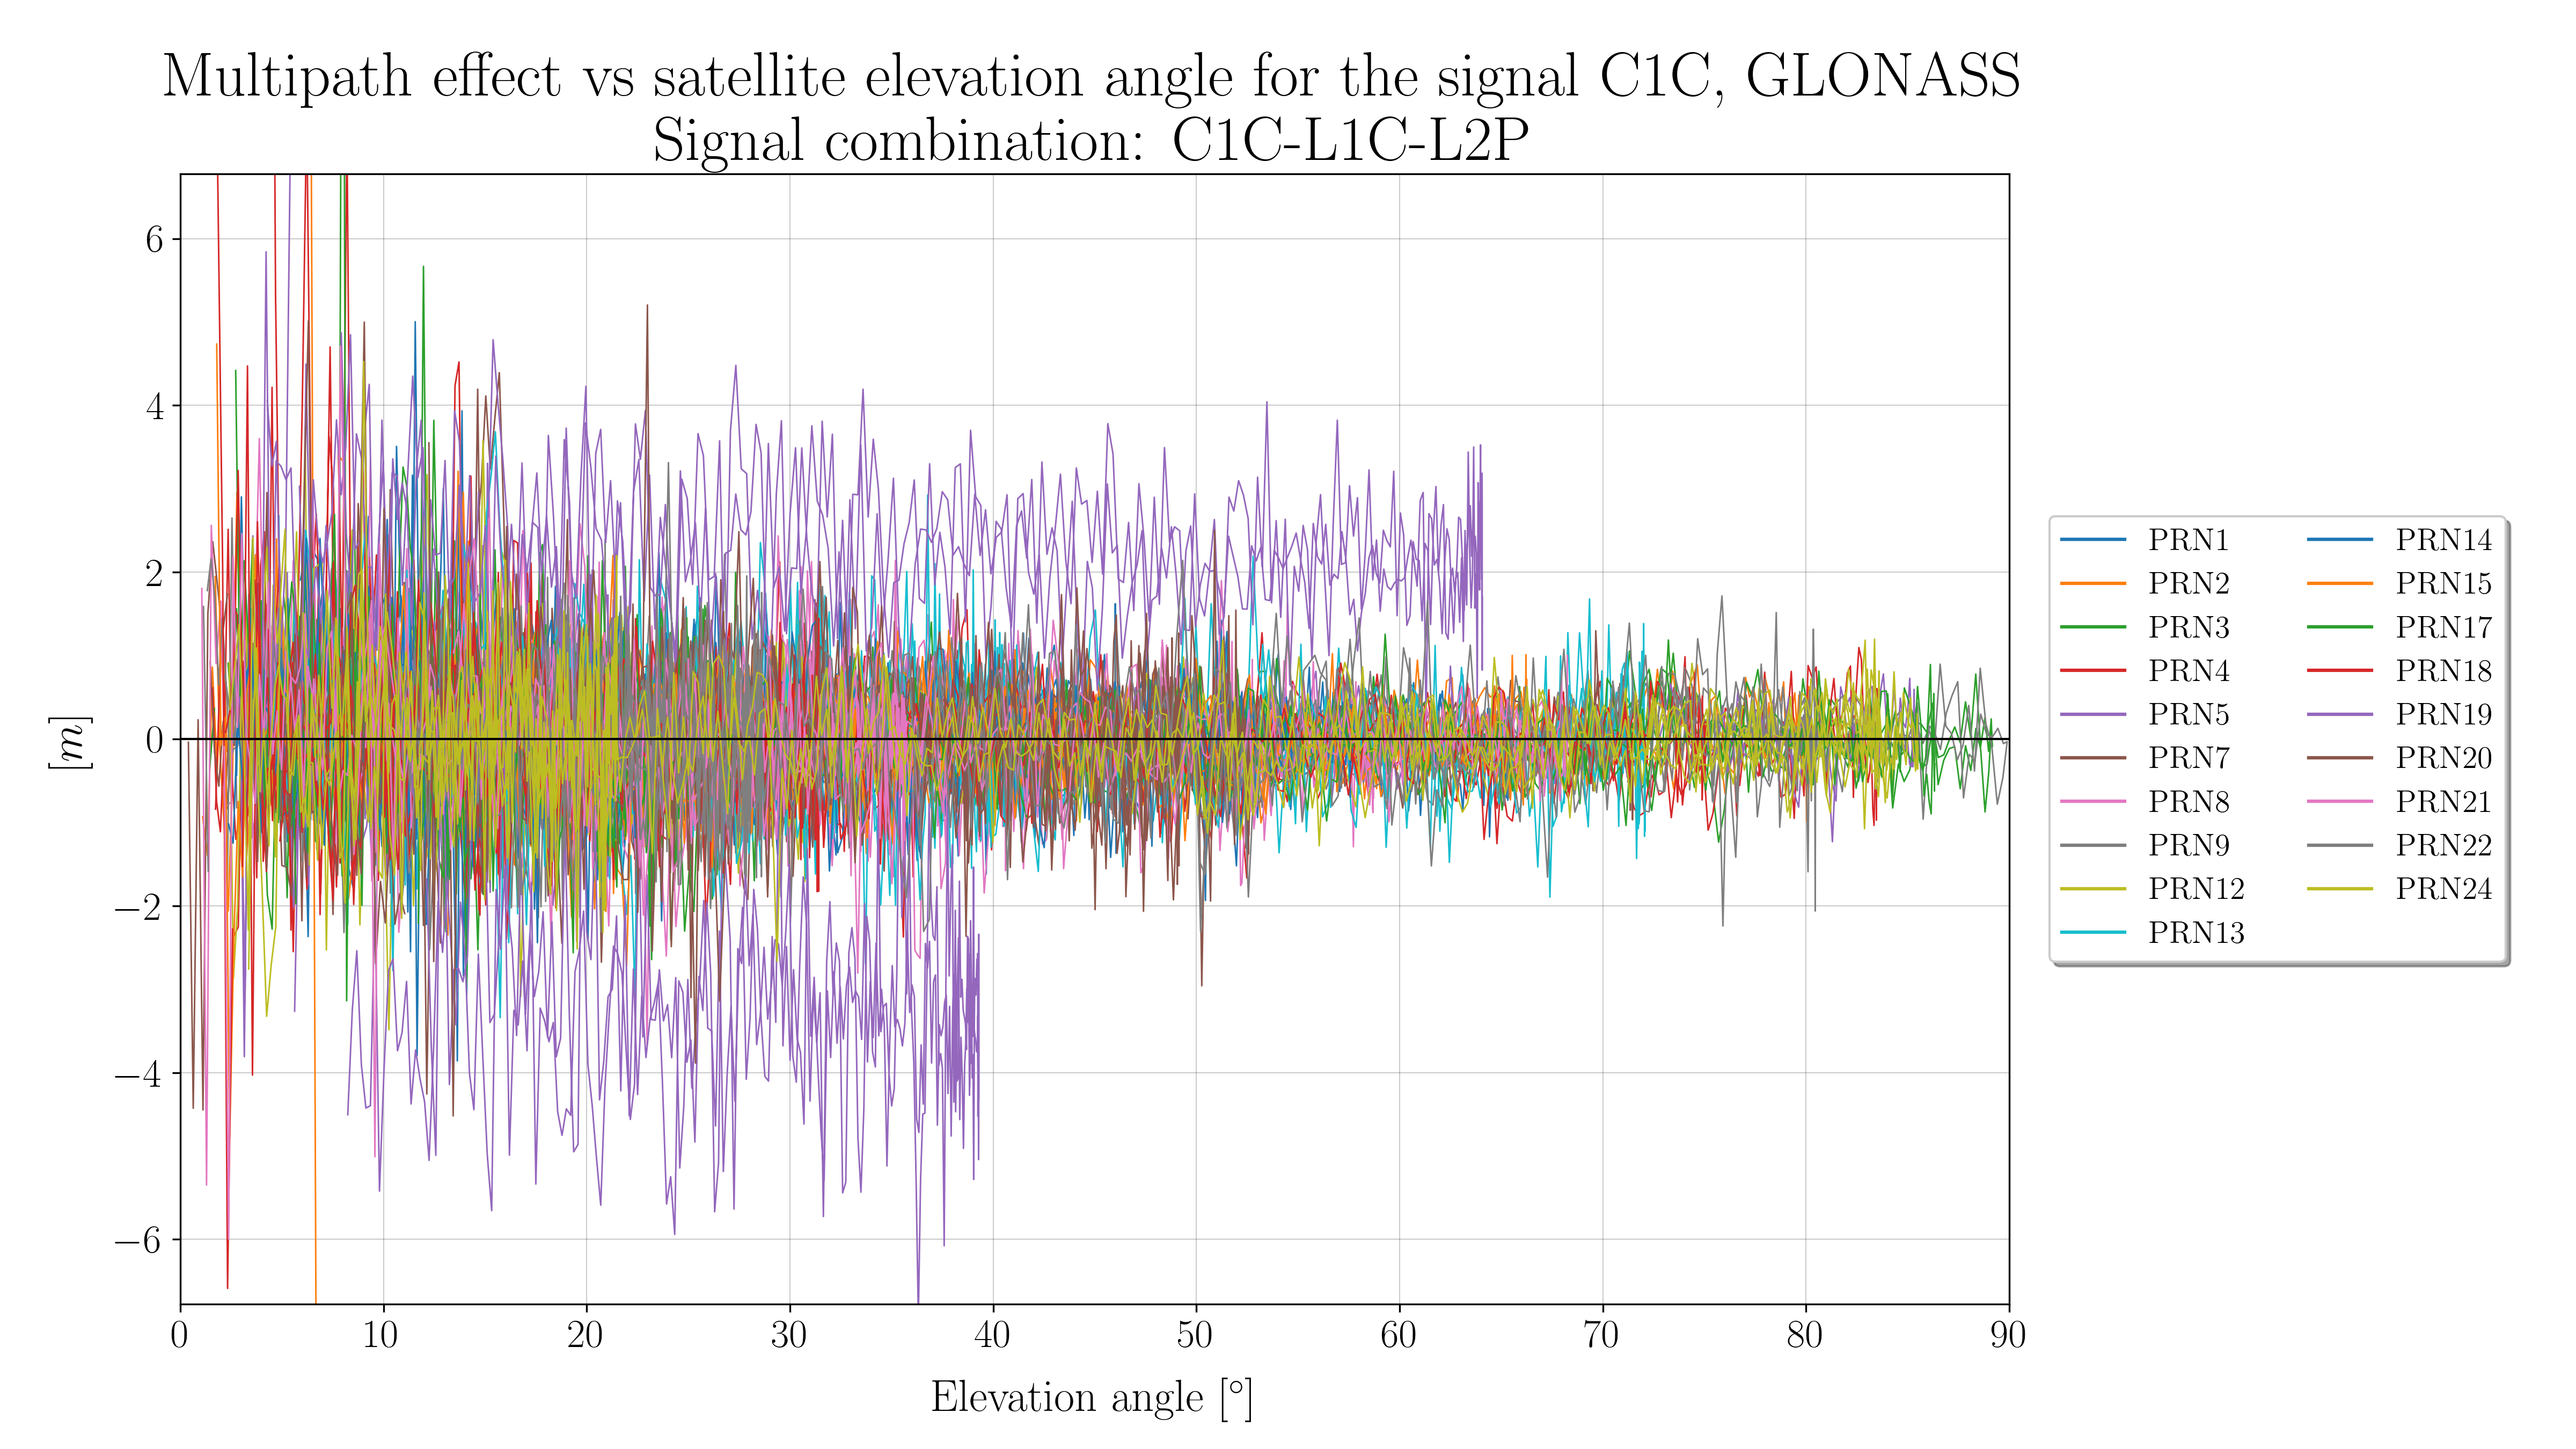 Multipath effect vs satellite elevation angle for the signal C1C, GLONASS
Signal combination: C1C-L1C-L2P
6
4
2
0
−2
−4
−6
[m]
0 10 20 30 40 50 60 70 80 90
Elevation angle [°]
PRN1 PRN14
PRN2 PRN15
PRN3 PRN17
PRN4 PRN18
PRN5 PRN19
PRN7 PRN20
PRN8 PRN21
PRN9 PRN22
PRN12 PRN24
PRN13